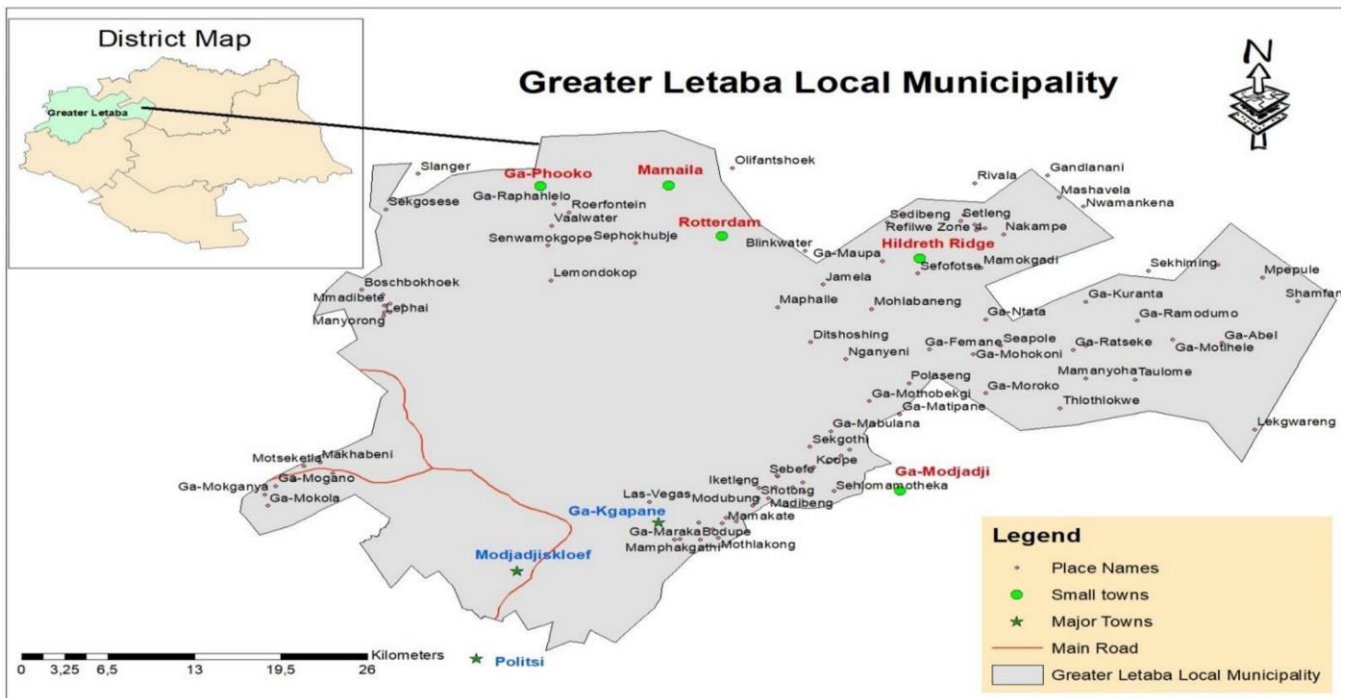 District Map
Greater Letaba
Greater Letaba Local Municipality
N
Slanger
Ga-Phooko
Mamaila
Olifantshoek
Rivala
Gandlanani
Ga-Raphahlelo
Roerfontein
Mashavela
Sekgosese
Nwamankena
Vaalwater
Rotterdam
Sedibeng
Setleng
Refilwe Zone 4
Nakampe
Senwamokgope
Sephokhubje
Blinkwater
Hildreth Ridge
Ga-Maupa
Sefofotse
Mamokgadi
Sekhiming
Mpepule
Lemondokop
Jamela
Boschbokhoek
Mmadibete
Lephai
Manyorong
Maphalle
Mohlabaneng
Ga-Ntata
Ga-Kuranta
Shamfan
Ga-Ramodumo
Ditshoshing
Nganyeni
Ga-Femane
Seapole
Ga-Mohokoni
Ga-Ratseke
Ga-Abel
Ga-Motlhele
Polaseng
Mamanyoha
Taulome
Ga-Mothobekgi
Ga-Moroko
Ga-Matipane
Thlothlokwe
Ga-Mabulana
Lekgwareng
Sekgothi
Motseketla
Makhabeni
Koope
Sebefe
Ga-Modjadji
Ga-Mogano
Ga-Mokganya
Iketleng
Shotong
Sehlomamotheka
Ga-Mokola
Las-Vegas
Modubung
Madibeng
Ga-Kgapane
Mamakate
Ga-Maraka
Bodupe
Mamphakgathi
Mothlakong
Modjadjiskloef
Politsi
Kilometers
0 3,25 6,5 13 19,5 26
Legend
Place Names
Small towns
Major Towns
Main Road
Greater Letaba Local Municipality